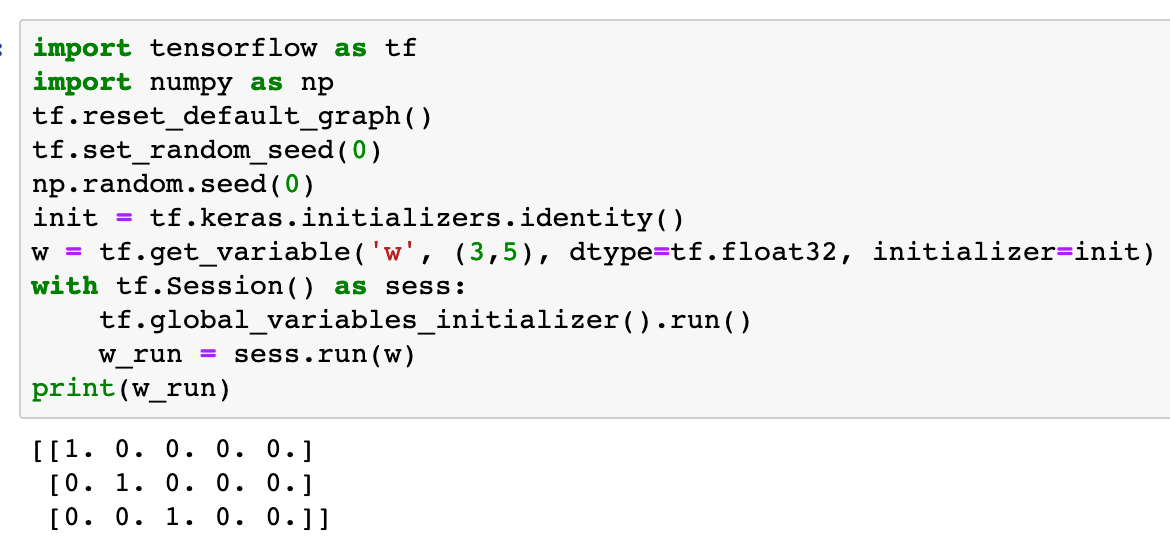 import tensorflow as tf
import numpy as np
tf.reset_default_graph()
tf.set_random_seed(0)
np.random.seed(0)
init = tf.keras.initializers.identity()
w = tf.get_variable('w', (3,5), dtype=tf.float32, initializer=init)
with tf.Session() as sess:
    tf.global_variables_initializer().run()
    w_run = sess.run(w)
print(w_run)
[[1. 0. 0. 0. 0.]
 [0. 1. 0. 0. 0.]
 [0. 0. 1. 0. 0.]]